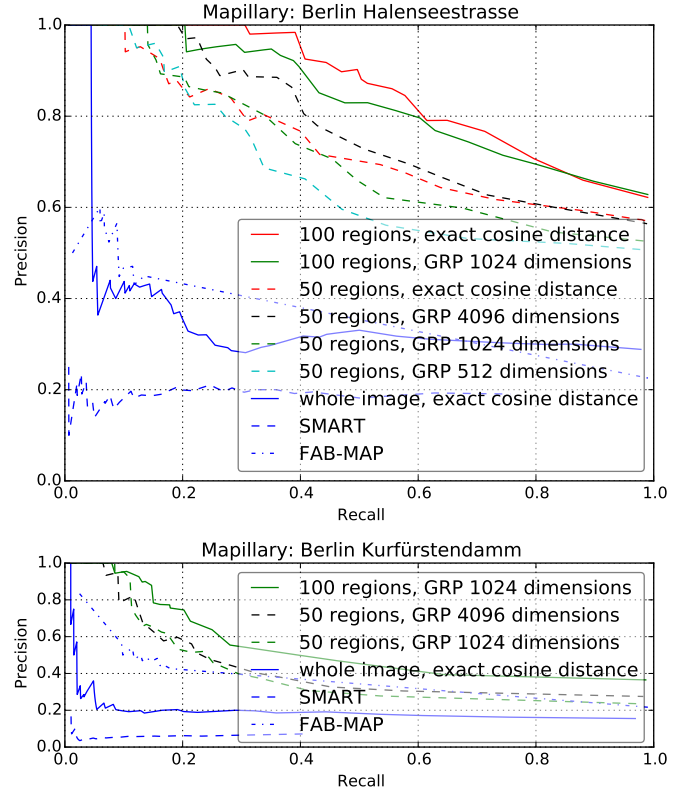 Mapillary: Berlin Halenseestrasse
1.0
0.8
0.6
0.4
0.2
0.0
Precision
100 regions, exact cosine distance
100 regions, GRP 1024 dimensions
50 regions, exact cosine distance
50 regions, GRP 4096 dimensions
50 regions, GRP 1024 dimensions
50 regions, GRP 512 dimensions
whole image, exact cosine distance
SMART
FAB-MAP
0.0 0.2 0.4 0.6 0.8 1.0
Recall
Mapillary: Berlin Kurfürstendamm
1.0
0.8
0.6
0.4
0.2
0.0
Precision
100 regions, GRP 1024 dimensions
50 regions, GRP 4096 dimensions
50 regions, GRP 1024 dimensions
whole image, exact cosine distance
SMART
FAB-MAP
0.0 0.2 0.4 0.6 0.8 1.0
Recall